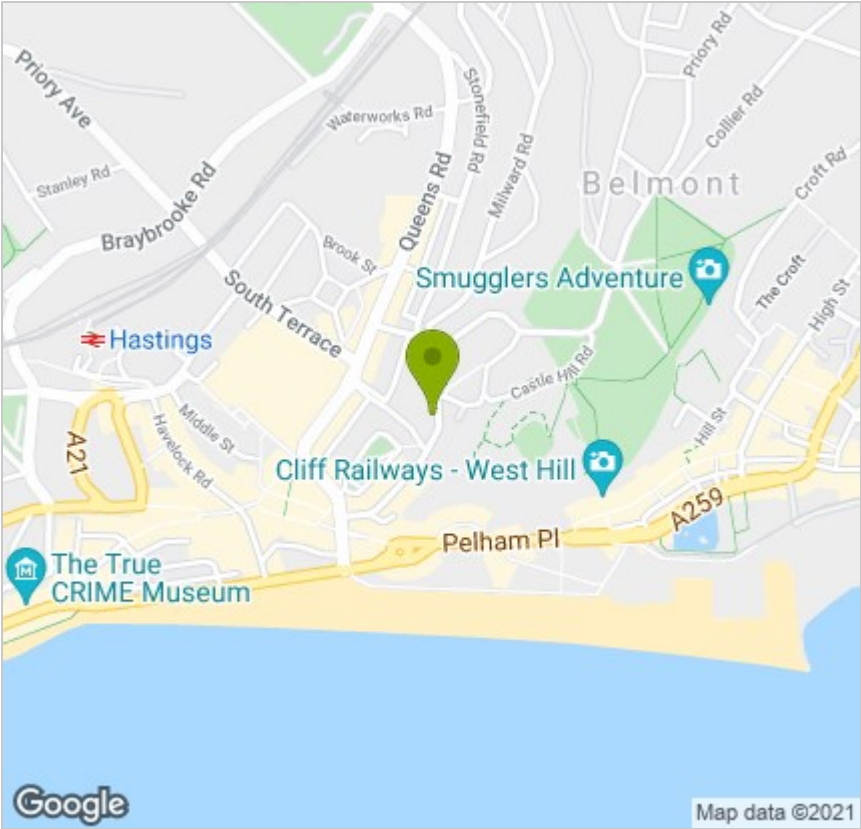 Priory Ave
Priory Rd
Stonefield Rd
Waterworks Rd
Collier Rd
Stanley Rd
Milward Rd
Croft Rd
Belmont
Braybrooke Rd
Queens Rd
Brook St
Smugglers Adventure
The Croft
South Terrace
High St
Hastings
Castle Hill Rd
Middle St
Hill St
A21
Havelock Rd
Cliff Railways - West Hill
A259
Pelham Pl
The True
CRIME Museum
Google
Map data ©2021